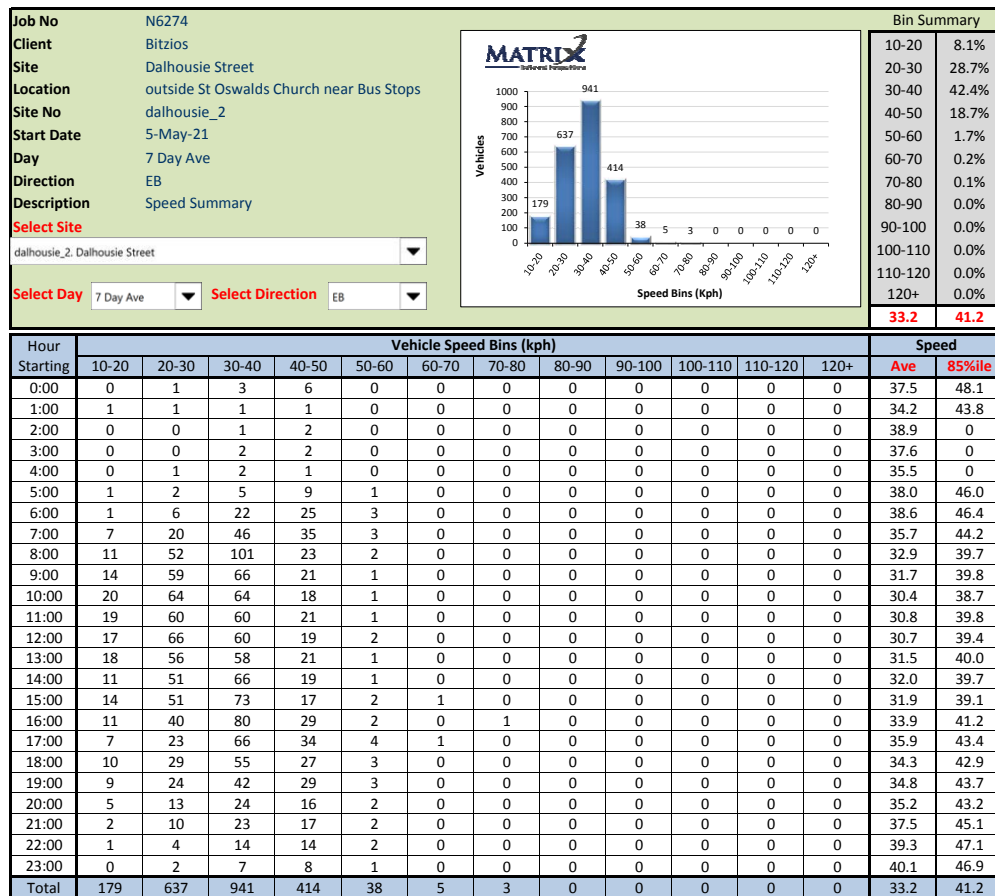 Job No N6274
Client Bitzios
Site Dalhousie Street
Location outside St Oswalds Church near Bus Stops
Site No dalhousie_2
Start Date 5-May-21
Day 7 Day Ave
Direction EB
Description Speed Summary
Select Site
dalhousie_2. Dalhousie Street
Select Day 7 Day Ave Select Direction EB
MATRIX
Vehicles
1000
900
800
700
600
500
400
300
200
100
0
179 637 941 414 38 5 3 0 0 0 0 0
10-20 20-30 30-40 40-50 50-60 60-70 70-80 80-90 90-100 100-110 110-120 120+
Speed Bins (Kph)
Bin Summary
10-20 8.1%
20-30 28.7%
30-40 42.4%
40-50 18.7%
50-60 1.7%
60-70 0.2%
70-80 0.1%
80-90 0.0%
90-100 0.0%
100-110 0.0%
110-120 0.0%
120+ 0.0%
33.2 41.2
Hour Vehicle Speed Bins (kph) Speed
Starting 10-20 20-30 30-40 40-50 50-60 60-70 70-80 80-90 90-100 100-110 110-120 120+ Ave 85%ile
0:00 0 1 3 6 0 0 0 0 0 0 0 0 37.5 48.1
1:00 1 1 1 1 0 0 0 0 0 0 0 0 34.2 43.8
2:00 0 0 1 2 0 0 0 0 0 0 0 0 38.9 0
3:00 0 0 2 2 0 0 0 0 0 0 0 0 37.6 0
4:00 0 1 2 1 0 0 0 0 0 0 0 0 35.5 0
5:00 1 2 5 9 1 0 0 0 0 0 0 0 38.0 46.0
6:00 1 6 22 25 3 0 0 0 0 0 0 0 38.6 46.4
7:00 7 20 46 35 3 0 0 0 0 0 0 0 35.7 44.2
8:00 11 52 101 23 2 0 0 0 0 0 0 0 32.9 39.7
9:00 14 59 66 21 1 0 0 0 0 0 0 0 31.7 39.8
10:00 20 64 64 18 1 0 0 0 0 0 0 0 30.4 38.7
11:00 19 60 60 21 1 0 0 0 0 0 0 0 30.8 39.8
12:00 17 66 60 19 2 0 0 0 0 0 0 0 30.7 39.4
13:00 18 56 58 21 1 0 0 0 0 0 0 0 31.5 40.0
14:00 11 51 66 19 1 0 0 0 0 0 0 0 32.0 39.7
15:00 14 51 73 17 2 1 0 0 0 0 0 0 31.9 39.1
16:00 11 40 80 29 2 0 1 0 0 0 0 0 33.9 41.2
17:00 7 23 66 34 4 1 0 0 0 0 0 0 35.9 43.4
18:00 10 29 55 27 3 0 0 0 0 0 0 0 34.3 42.9
19:00 9 24 42 29 3 0 0 0 0 0 0 0 34.8 43.7
20:00 5 13 24 16 2 0 0 0 0 0 0 0 35.2 43.2
21:00 2 10 23 17 2 0 0 0 0 0 0 0 37.5 45.1
22:00 1 4 14 14 2 0 0 0 0 0 0 0 39.3 47.1
23:00 0 2 7 8 1 0 0 0 0 0 0 0 40.1 46.9
Total 179 637 941 414 38 5 3 0 0 0 0 0 33.2 41.2